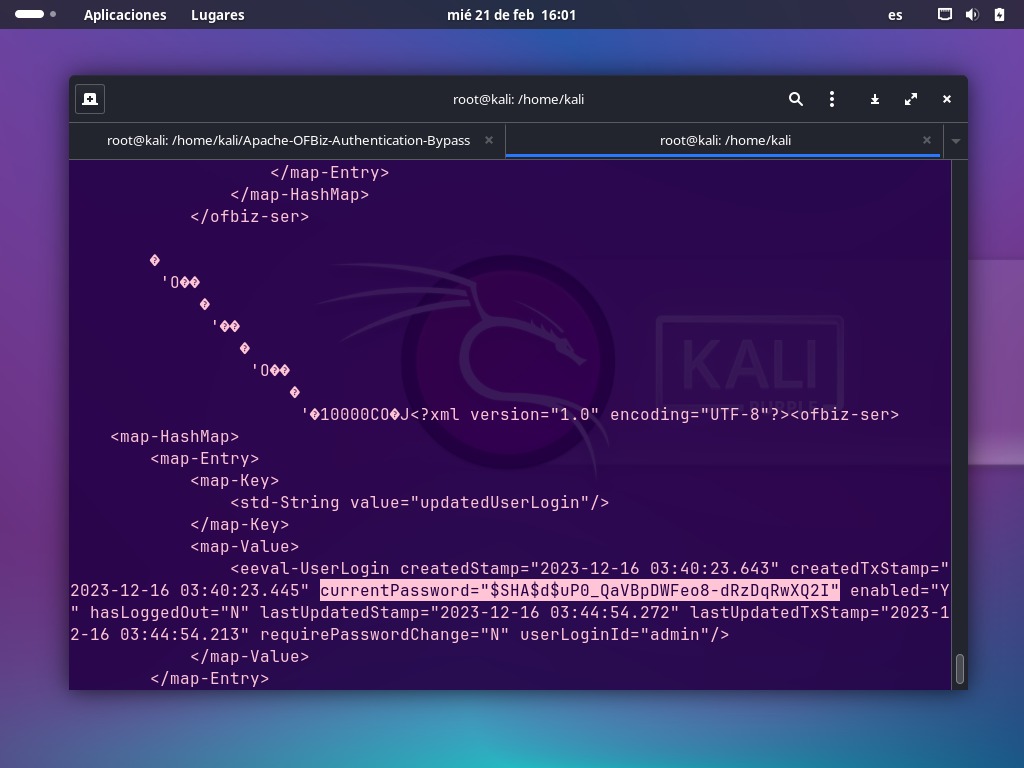 Aplicaciones Lugares mié 21 de feb 16:01 es
root@kali: /home/kali
root@kali: /home/kali/Apache-OFBiz-Authentication-Bypass × root@kali: /home/kali ×
</map-Entry>
</map-HashMap>
</ofbiz-ser>
�
'O��
�
'��
�
'O��
�
'�10000CO�J<?xml version="1.0" encoding="UTF-8"?><ofbiz-ser>
<map-HashMap>
<map-Entry>
<map-Key>
<std-String value="updatedUserLogin"/>
</map-Key>
<map-Value>
<eeval-UserLogin createdStamp="2023-12-16 03:40:23.643" createdTxStamp="
2023-12-16 03:40:23.445" currentPassword="$SHA$d$uP0_QaVBpDWFeo8-dRzDqRwXQ2I" enabled="Y
" hasLoggedOut="N" lastUpdatedStamp="2023-12-16 03:44:54.272" lastUpdatedTxStamp="2023-1
2-16 03:44:54.213" requirePasswordChange="N" userLoginId="admin"/>
</map-Value>
</map-Entry>
KALI